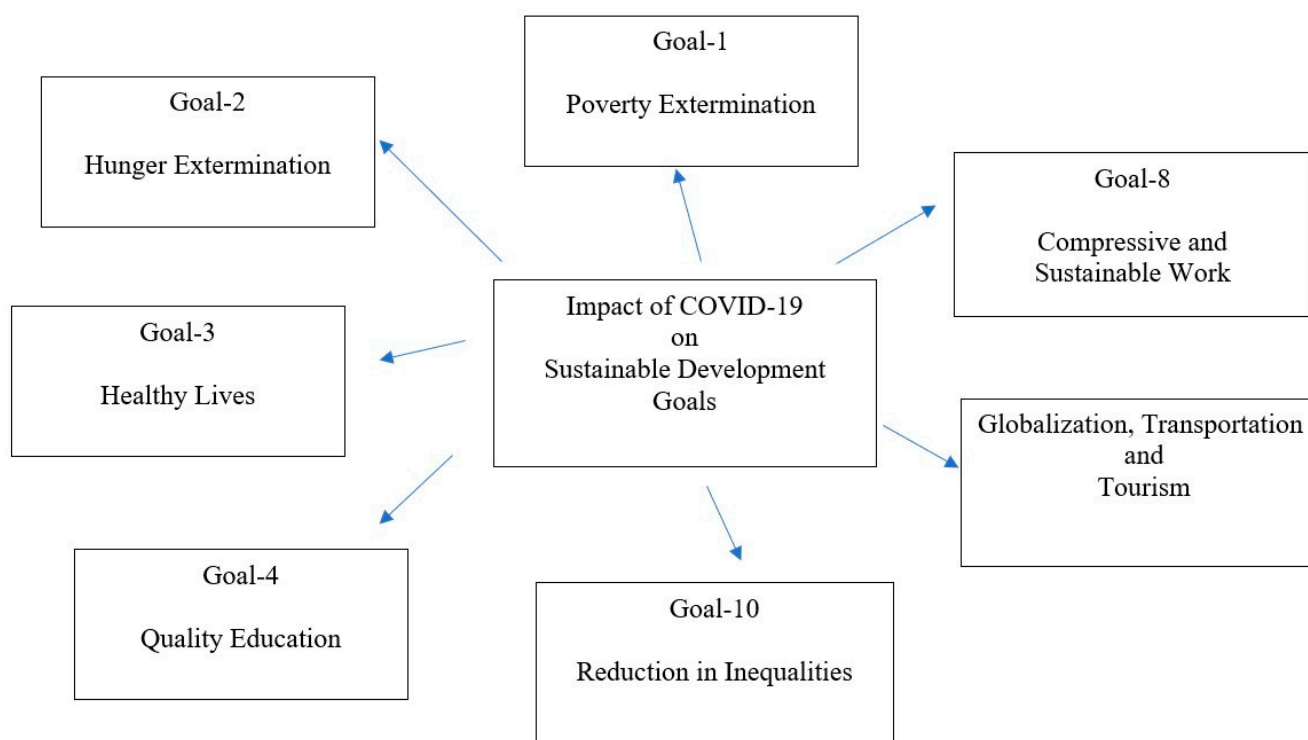 Goal-1
Poverty Extermination
Goal-2
Hunger Extermination
Goal-8
Compressive and
Sustainable Work
Impact of COVID-19
on
Sustainable Development
Goals
Goal-3
Healthy Lives
Globalization, Transportation
and
Tourism
Goal-4
Quality Education
Goal-10
Reduction in Inequalities